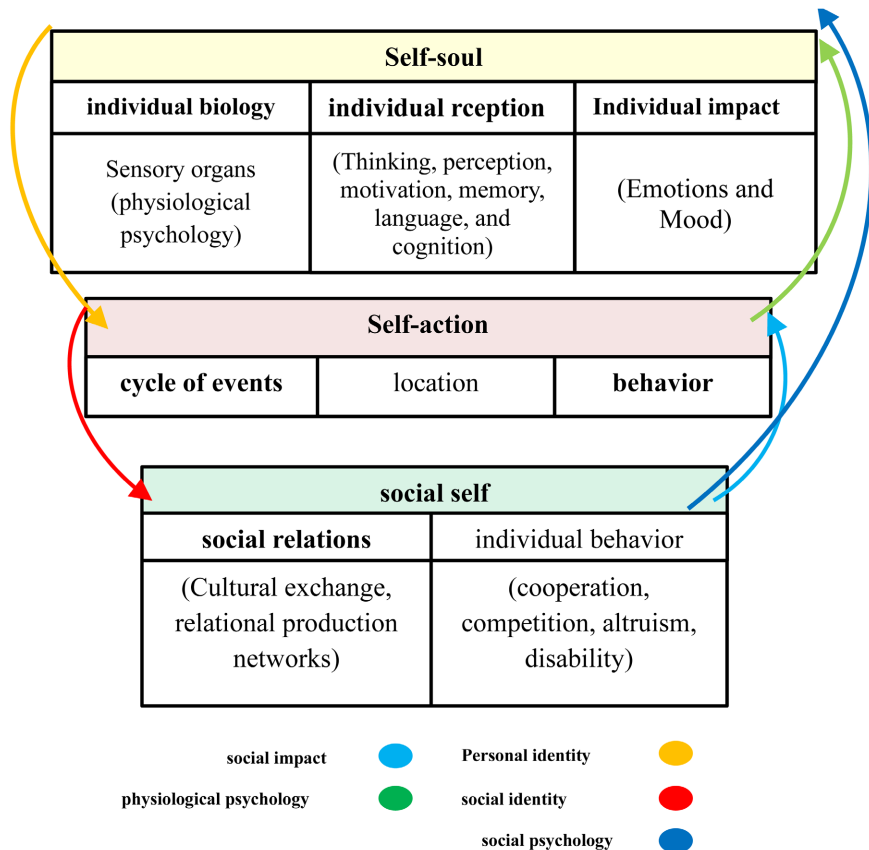 Self-soul
individual biology
individual rception
Individual impact
Sensory organs
(physiological
psychology)
(Thinking, perception,
motivation, memory,
language, and
cognition)
(Emotions and
Mood)
Self-action
cycle of events
location
behavior
social self
social relations
individual behavior
(Cultural exchange,
relational production
networks)
(cooperation,
competition, altruism,
disability)
social impact
Personal identity
physiological psychology
social identity
social psychology